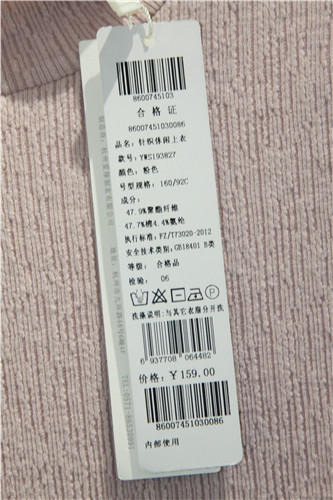 8600745103
合格证
86007451030086
品名: 针织休闲上衣
款号: YWS193827
颜色: 粉色
号型规格: 160/92C
成分:
47.9%聚酯纤维
47.7%棉4.4%氨纶
执行标准: FZ/T73020-2012
安全技术类别: GB18401 B类
等级: 合格品
检验: 06
洗涤说明:与其它衣服分开洗
6 937708 064482
价格: ¥159.00
86007451030086
内部使用